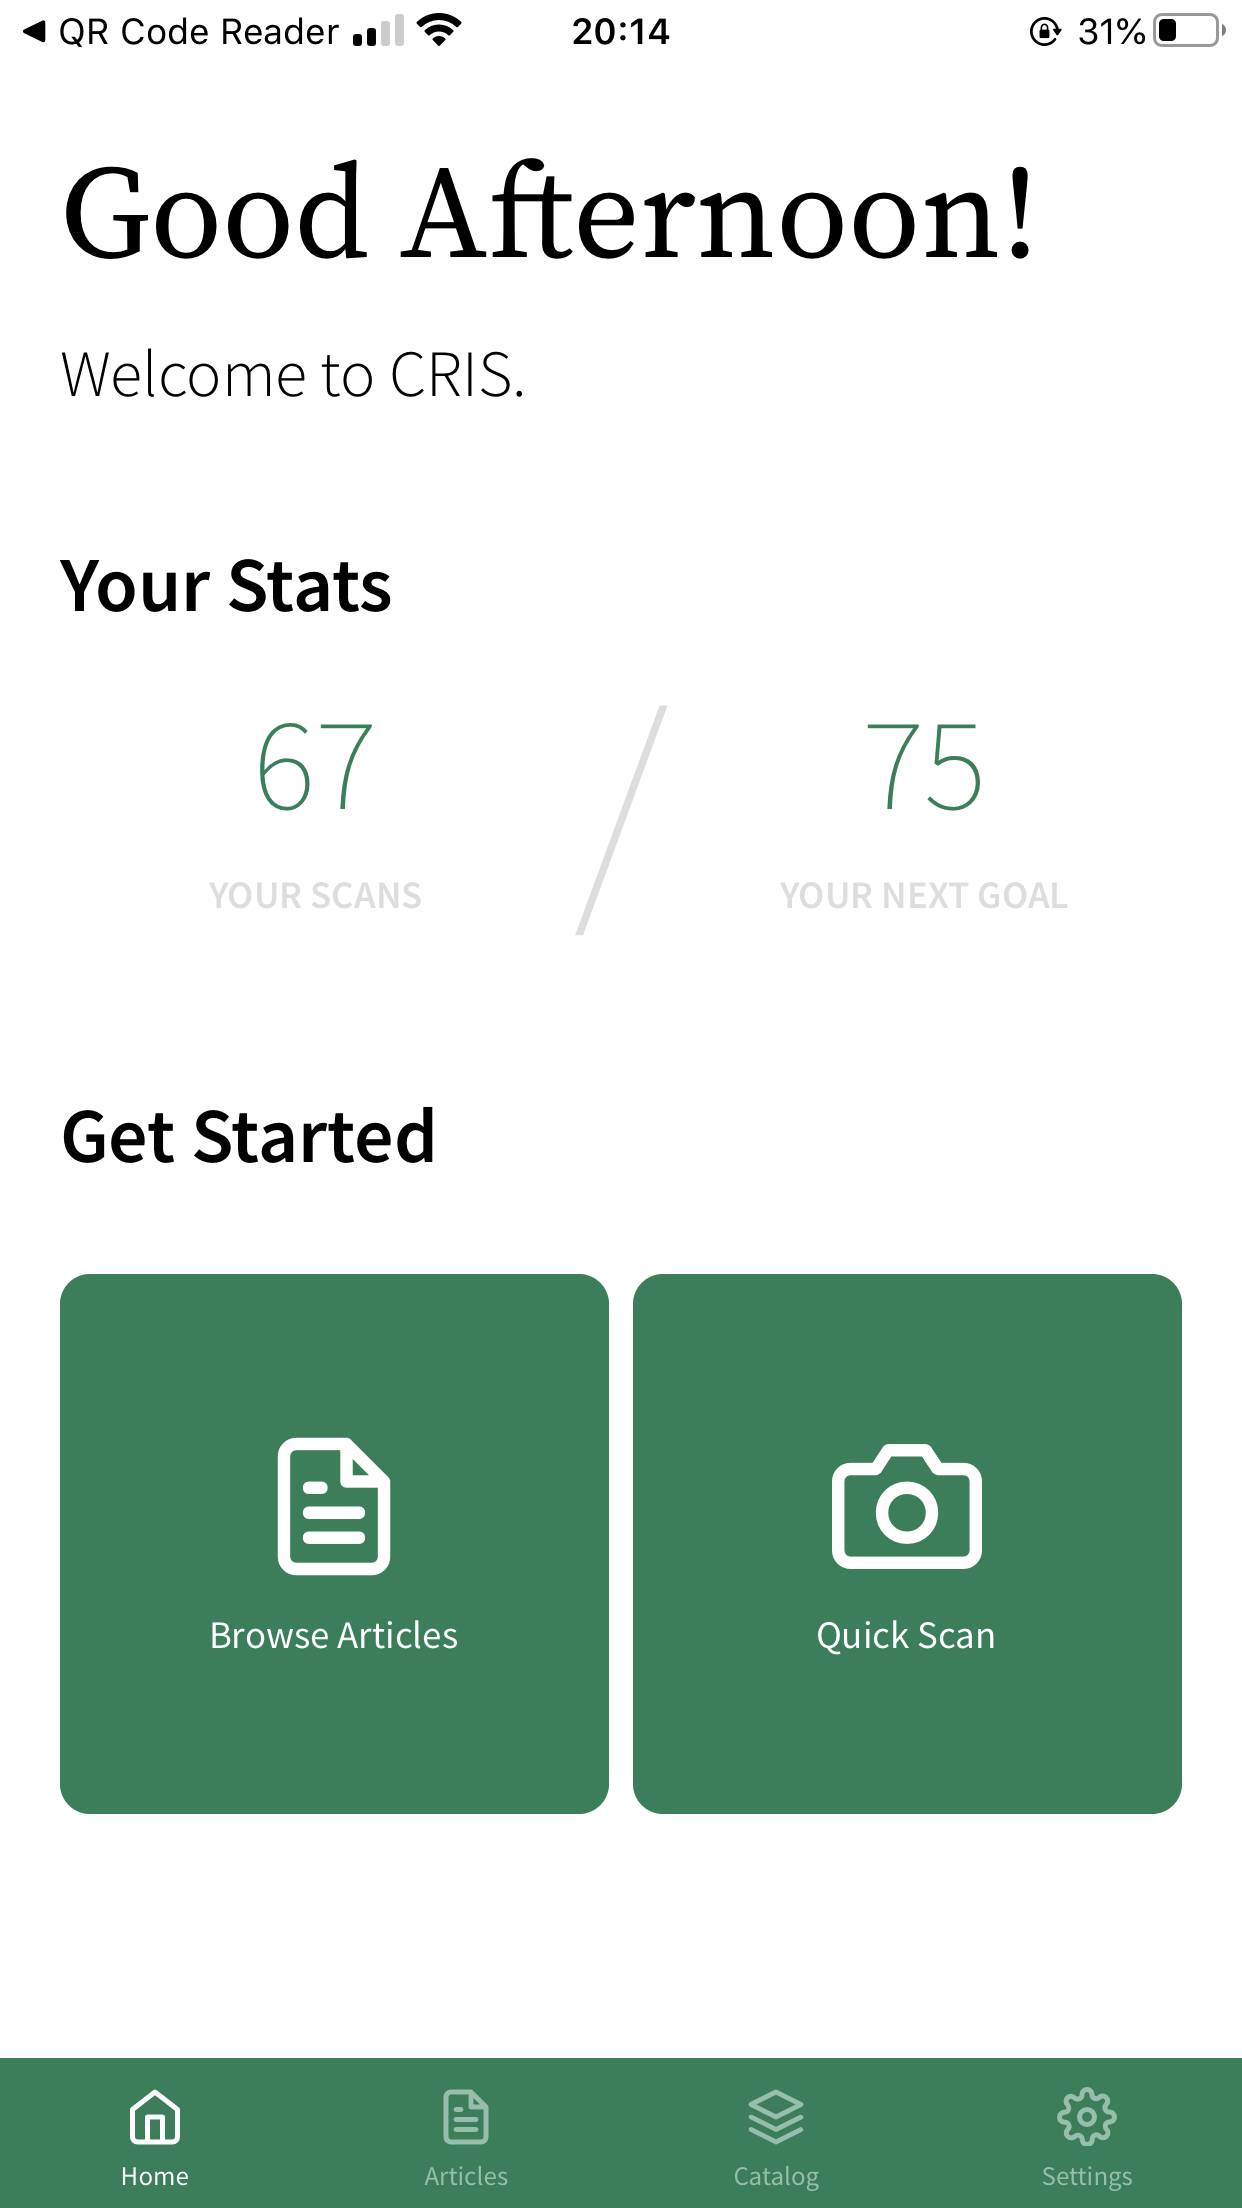 QR Code Reader 20:14 31%
Good Afternoon!
Welcome to CRIS.
Your Stats
67 75
YOUR SCANS YOUR NEXT GOAL
Get Started
Browse Articles Quick Scan
Home Articles Catalog Settings